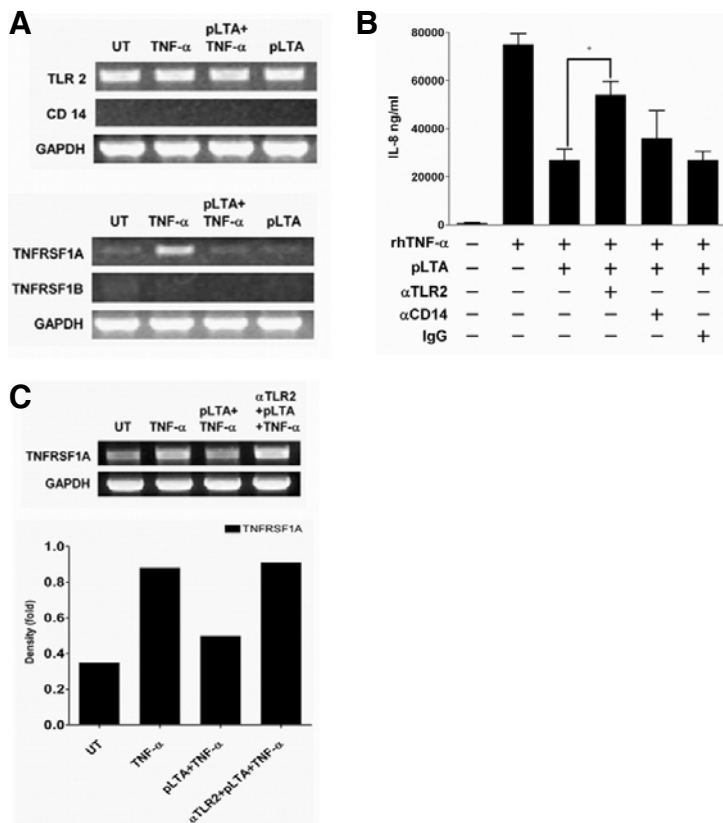 A
pLTA+
UT TNF-α TNF-α pLTA
TLR 2
CD 14
GAPDH
pLTA+
UT TNF-α TNF-α pLTA
TNFRSF1A
TNFRSF1B
GAPDH
B
80000
60000
40000
20000
0
IL-8 ng/ml
*
rhTNF-α − + + + + +
pLTA − − + + + +
αTLR2 − − − + − −
αCD14 − − − − + −
IgG − − − − − +
C
αTLR2
pLTA+ +pLTA
UT TNF-α TNF-α +TNF-α
TNFRSF1A
GAPDH
TNFRSF1A
1.0
0.8
0.6
0.4
0.2
0.0
Density (fold)
UT
TNF-α
pLTA+TNF-α
αTLR2+pLTA+TNF-α